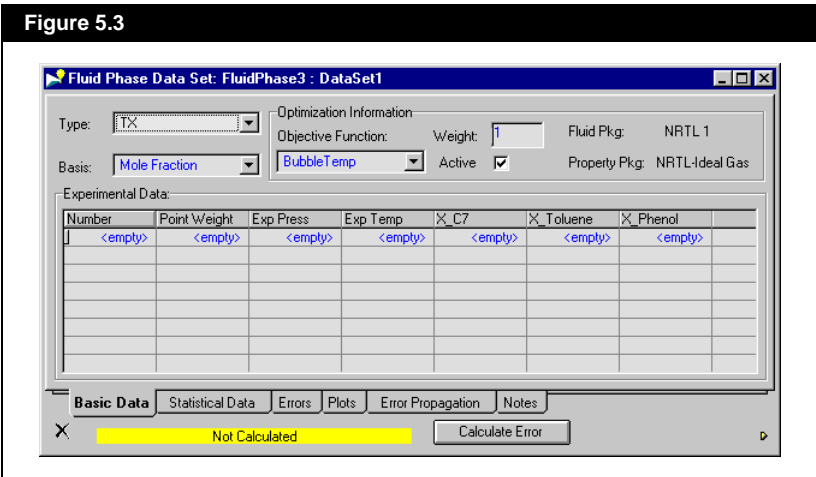 Figure 5.3
Fluid Phase Data Set: FluidPhase3 : DataSet1
Type: TX
Basis: Mole Fraction
Optimization Information
Objective Function: Weight: 1
BubbleTemp Active
Fluid Pkg: NRTL 1
Property Pkg: NRTL-Ideal Gas
Experimental Data:
Number Point Weight Exp Press Exp Temp X_C7 X_Toluene X_Phenol
<empty> <empty> <empty> <empty> <empty> <empty> <empty>
Basic Data Statistical Data Errors Plots Error Propagation Notes
Not Calculated Calculate Error